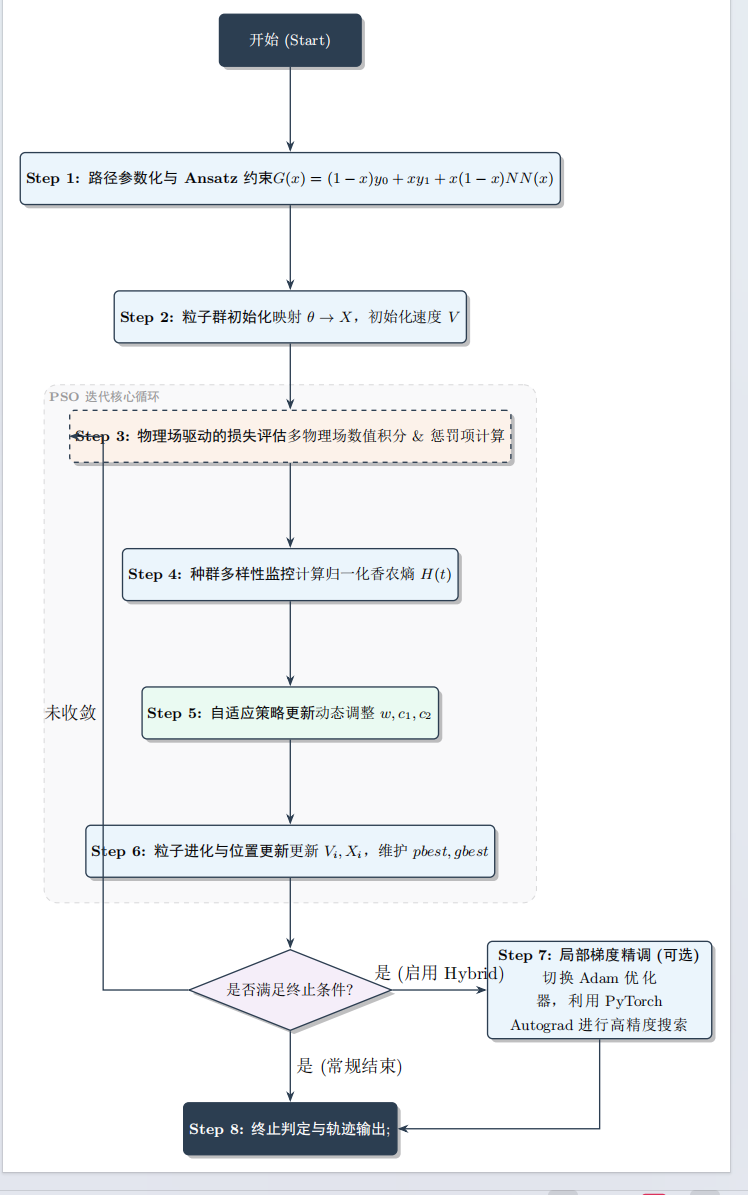 开始 (Start)
Step 1: 路径参数化与 Ansatz 约束G(x) = (1 − x)y₀ + xy₁ + x(1 − x)NN(x)
Step 2: 粒子群初始化映射 θ → X，初始化速度 V
PSO 迭代核心循环
Step 3: 物理场驱动的损失评估多物理场数值积分 & 惩罚项计算
Step 4: 种群多样性监控计算归一化香农熵 H(t)
未收敛
Step 5: 自适应策略更新动态调整 w, c₁, c₂
Step 6: 粒子进化与位置更新更新 Vᵢ, Xᵢ，维护 pbest, gbest
是否满足终止条件?
是 (启用 Hybrid)
Step 7: 局部梯度精调 (可选)
切换 Adam 优化
器，利用 PyTorch
Autograd 进行高精度搜索
是 (常规结束)
Step 8: 终止判定与轨迹输出;